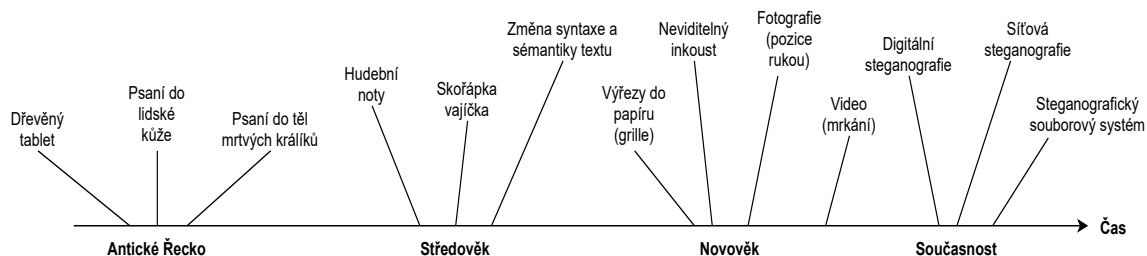 Dřevěný
tablet
Psaní do
lidské
kůže
Psaní do těl
mrtvých králíků
Hudební
noty
Skořápka
vajíčka
Změna syntaxe a
sémantiky textu
Výřezy do
papíru
(grille)
Neviditelný
inkoust
Fotografie
(pozice
rukou)
Video
(mrkání)
Digitální
steganografie
Síťová
steganografie
Steganografický
souborový systém
Čas
Antické Řecko
Středověk
Novověk
Současnost